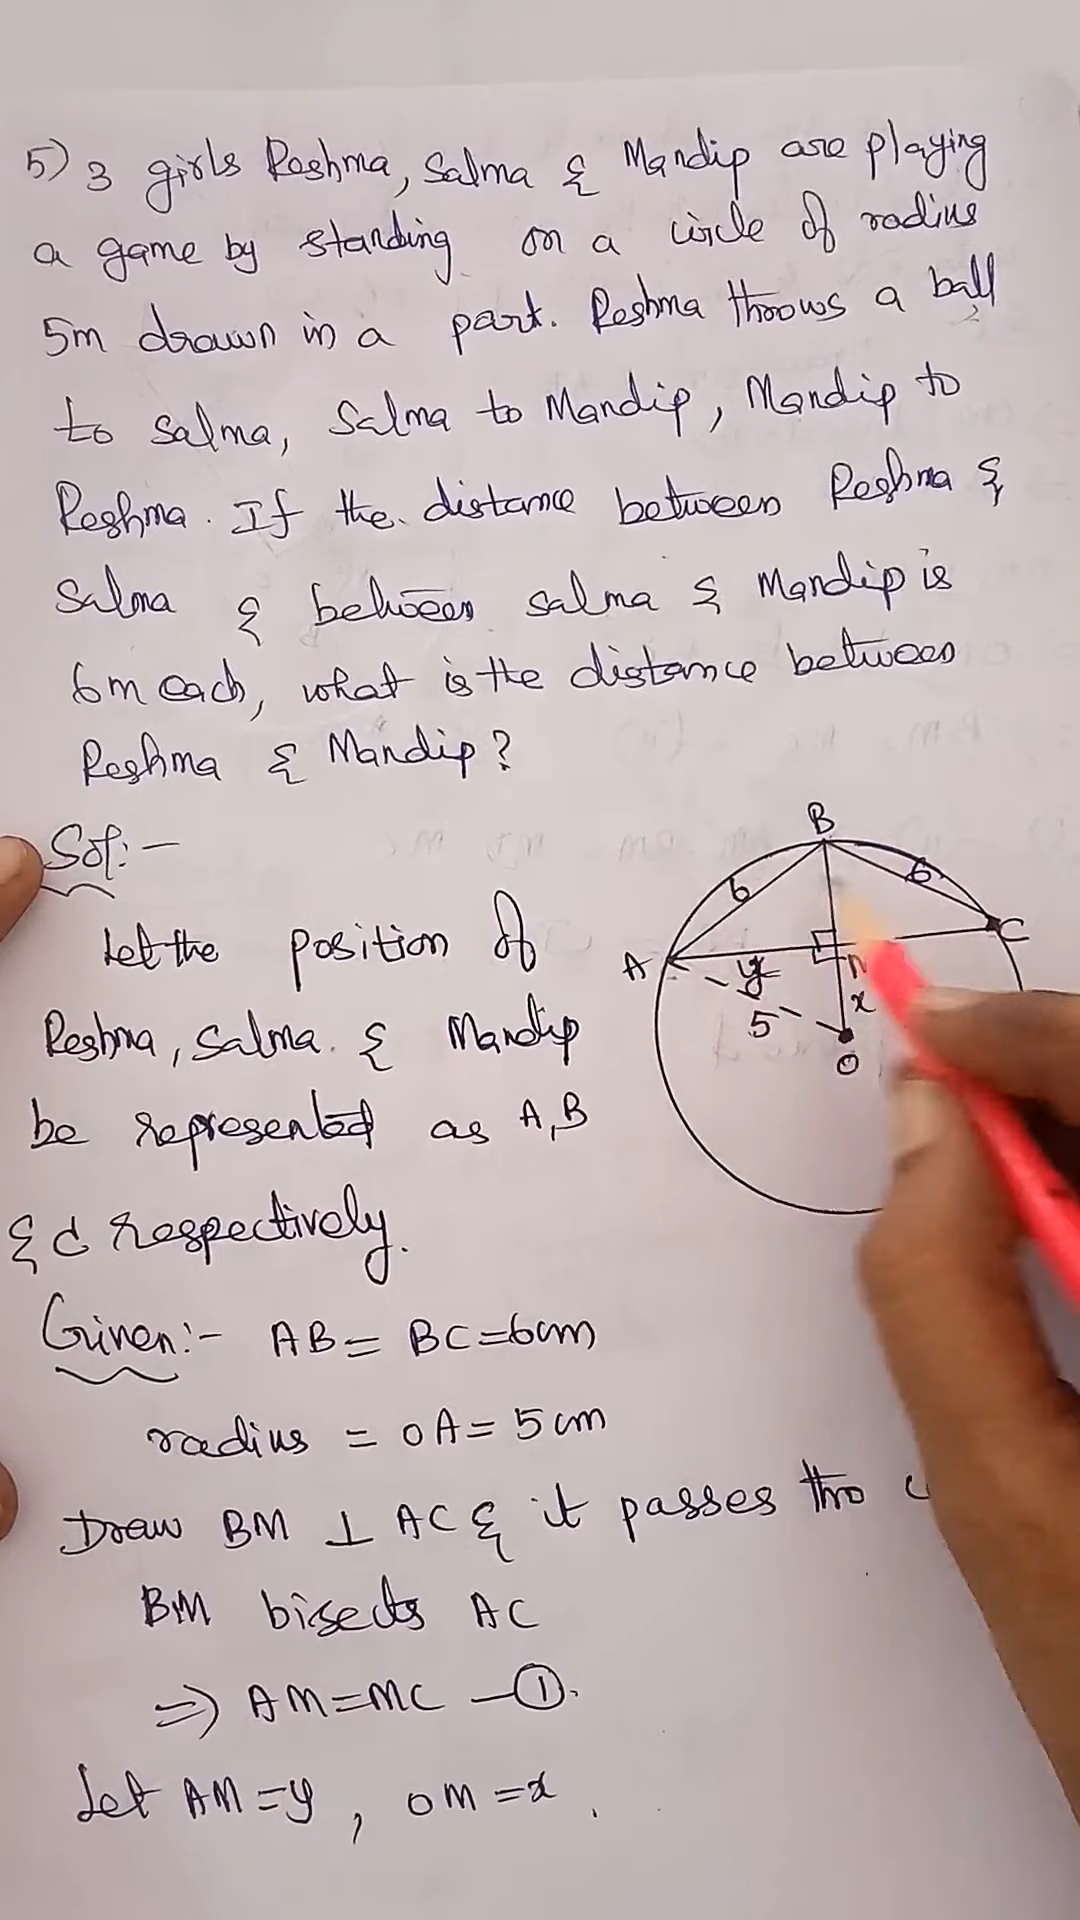 5) 3 girls Reshma, Salma & Mandip are playing
a game by standing on a circle of radius
5m drawn in a part. Reshma throws a ball
to salma, Salma to Mandip, Mandip to
Reshma. If the distance between Reshma &
Salma & between salma & Mandip is
6m each, what is the distance between
Reshma & Mandip?
Sol:-
Let the position of
Reshma, Salma & Mandip
be represented as A, B
& C respectively.
B
6
6
A
C
y
x
5
O
Given:- AB = BC = 6cm
radius = OA = 5cm
Draw BM ⊥ AC & it passes thro
BM bisects AC
⇒ AM = MC —①.
Let AM = y, OM = x.